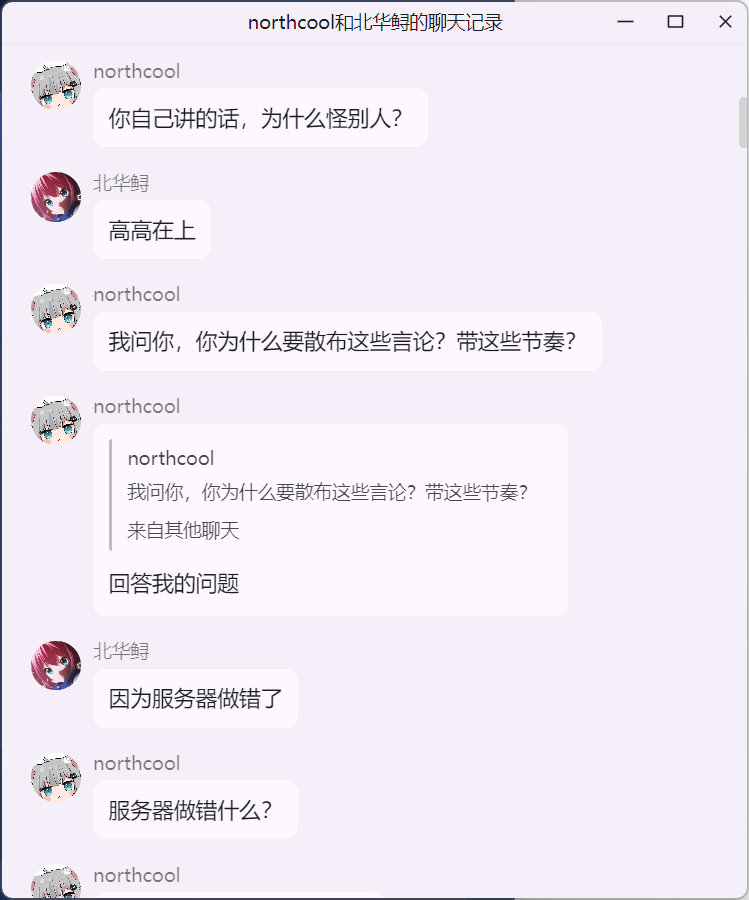 northcool和北华鲟的聊天记录
northcool
你自己讲的话，为什么怪别人？
北华鲟
高高在上
northcool
我问你，你为什么要散布这些言论？带这些节奏？
northcool
northcool
我问你，你为什么要散布这些言论？带这些节奏？
来自其他聊天
回答我的问题
北华鲟
因为服务器做错了
northcool
服务器做错什么？
northcool